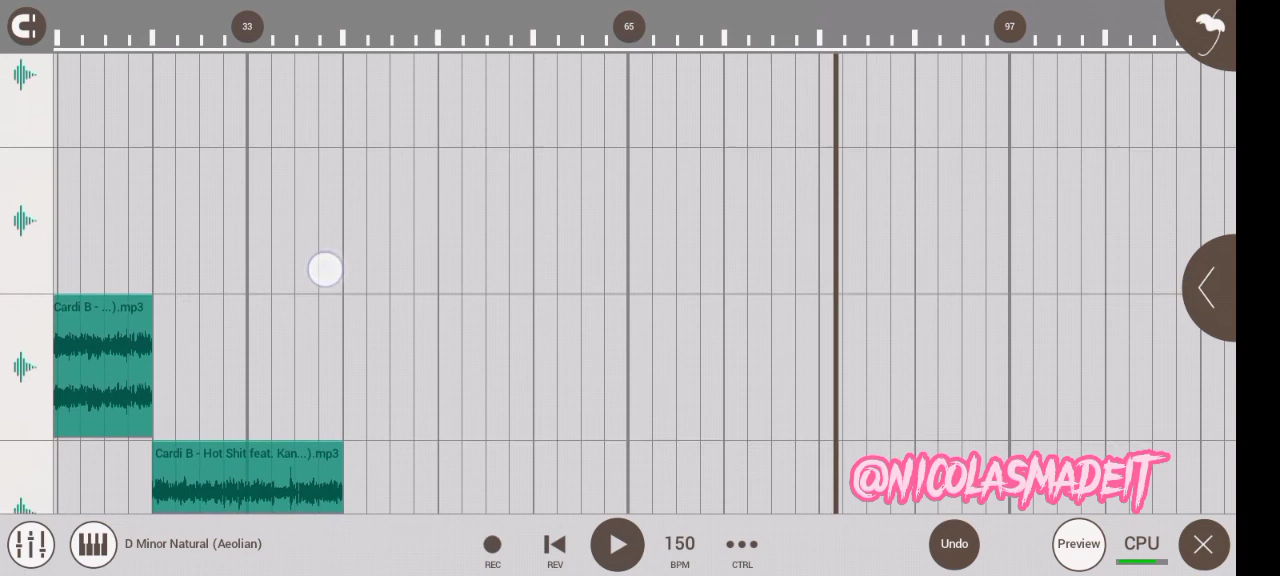 33
65
97
Cardi B - ...).mp3
Cardi B - Hot Shit feat. Kan...).mp3
@NICOLASMADEIT
D Minor Natural (Aeolian)
REC
REV
150
BPM
CTRL
Undo
Preview
CPU